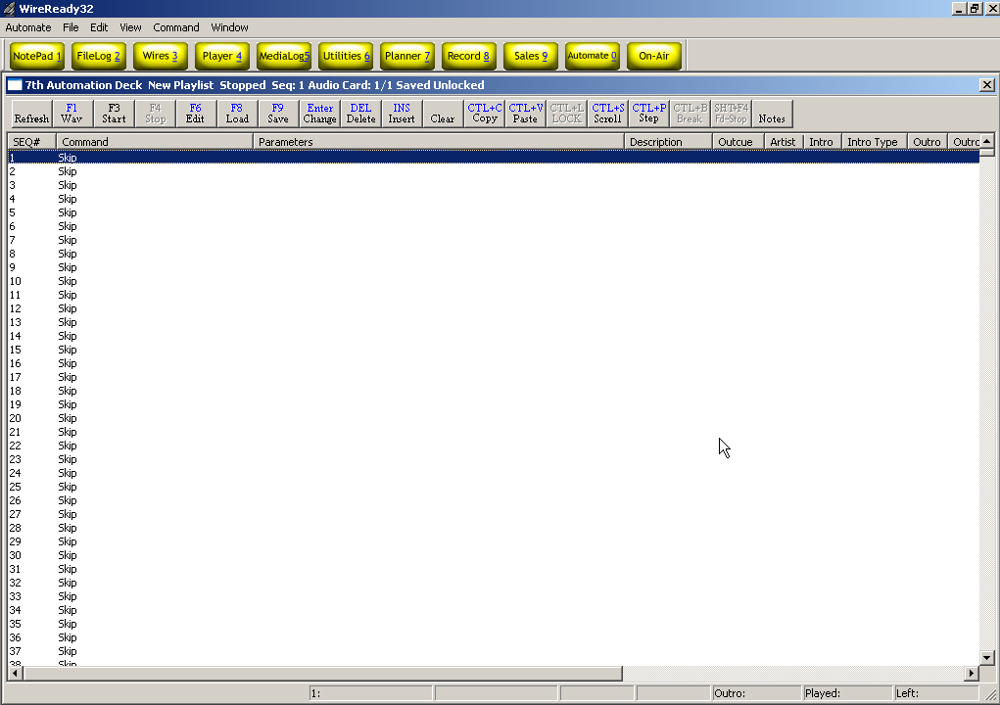 WireReady32
Automate File Edit View Command Window
NotePad 1 FileLog 2 Wires 3 Player 4 MediaLog5 Utilities 6 Planner 7 Record 8 Sales 9 Automate 0 On-Air
7th Automation Deck New Playlist Stopped Seq: 1 Audio Card: 1/1 Saved Unlocked
F1 F3 F4 F6 F8 F9 Enter DEL INS CTL+C CTL+V CTL+L CTL+S CTL+P CTL+B SHT+F4
Refresh Wav Start Stop Edit Load Save Change Delete Insert Clear Copy Paste LOCK Scroll Step Break Fd-Stop Notes
SEQ# Command Parameters Description Outcue Artist Intro Intro Type Outro Outro
1 Skip
2 Skip
3 Skip
4 Skip
5 Skip
6 Skip
7 Skip
8 Skip
9 Skip
10 Skip
11 Skip
12 Skip
13 Skip
14 Skip
15 Skip
16 Skip
17 Skip
18 Skip
19 Skip
20 Skip
21 Skip
22 Skip
23 Skip
24 Skip
25 Skip
26 Skip
27 Skip
28 Skip
29 Skip
30 Skip
31 Skip
32 Skip
33 Skip
34 Skip
35 Skip
36 Skip
37 Skip
38 Skip
1: Outro: Played: Left: